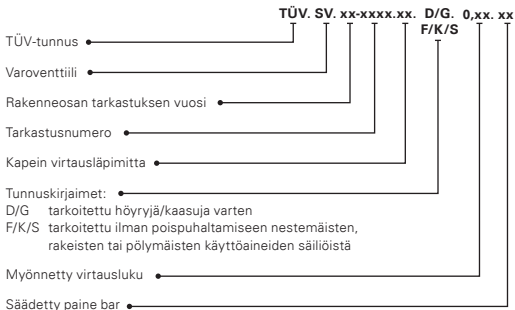 TÜV. SV. xx-xxxx.xx. D/G. 0,xx. xx
F/K/S
TÜV-tunnus
Varoventtiili
Rakenneosan tarkastuksen vuosi
Tarkastusnumero
Kapein virtausläpimitta
Tunnuskirjaimet:
D/G tarkoitettu höyryjä/kaasuja varten
F/K/S tarkoitettu ilman poispuhaltamiseen nestemäisten,
rakeisten tai pölymäisten käyttöaineiden säiliöistä
Myönnetty virtausluku
Säädetty paine bar